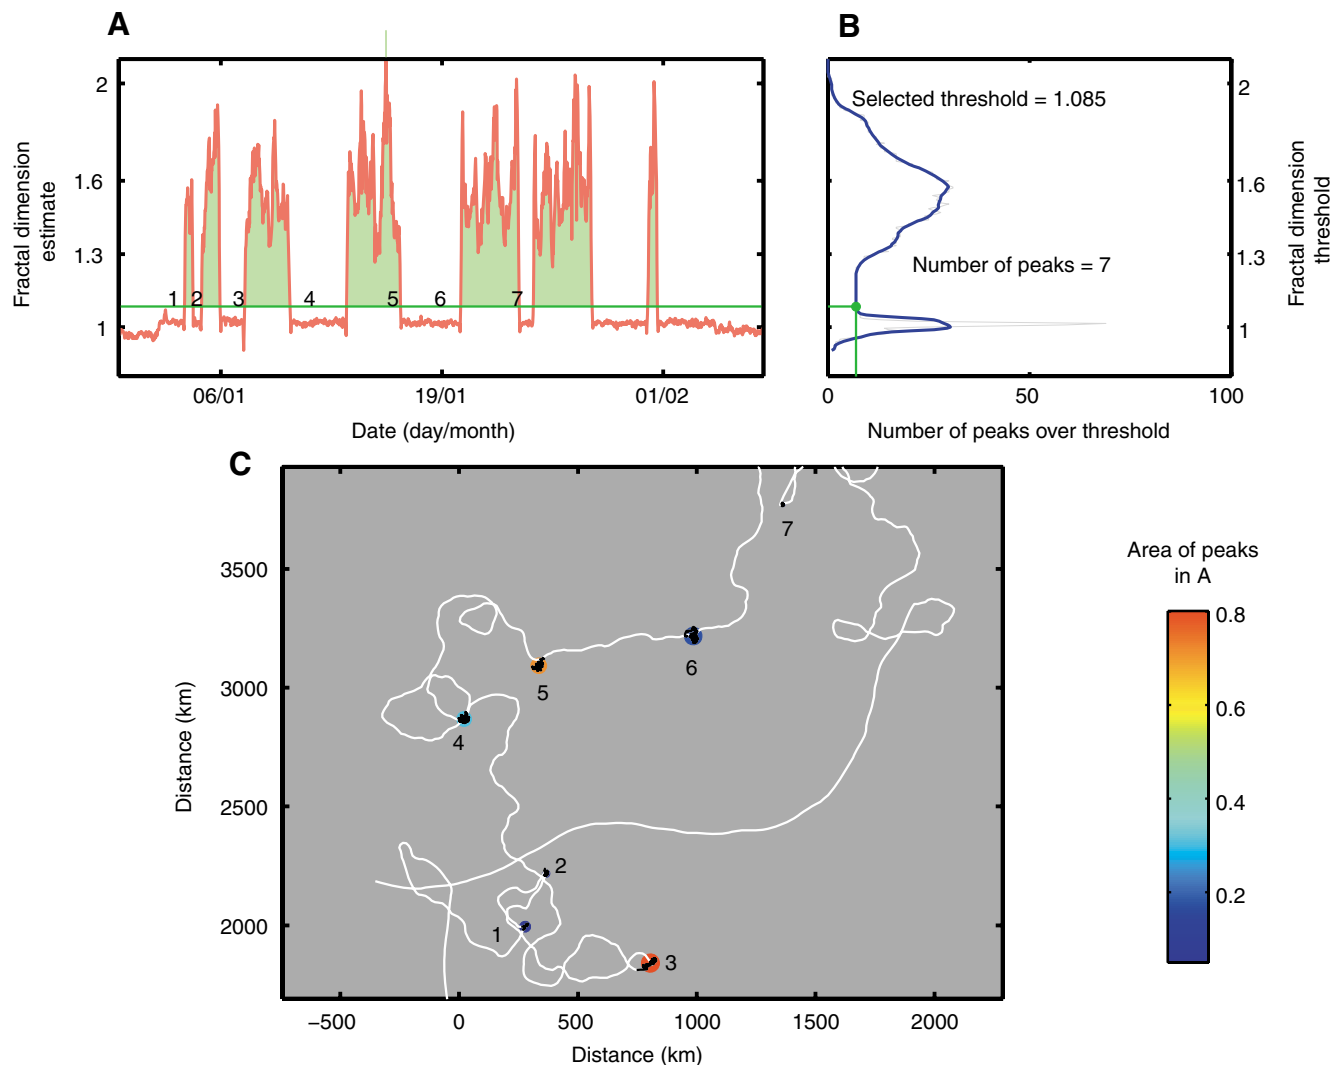 A
B
2
1.6
1.3
1
Fractal dimension
estimate
1 2 3 4 5 6 7
06/01 19/01 01/02
Date (day/month)
Selected threshold = 1.085
Number of peaks = 7
2
1.6
1.3
1
Fractal dimension
threshold
0 50 100
Number of peaks over threshold
C
3500
3000
2500
2000
Distance (km)
7
6
5
4
2
1
3
−500 0 500 1000 1500 2000
Distance (km)
Area of peaks
in A
0.8
0.6
0.4
0.2